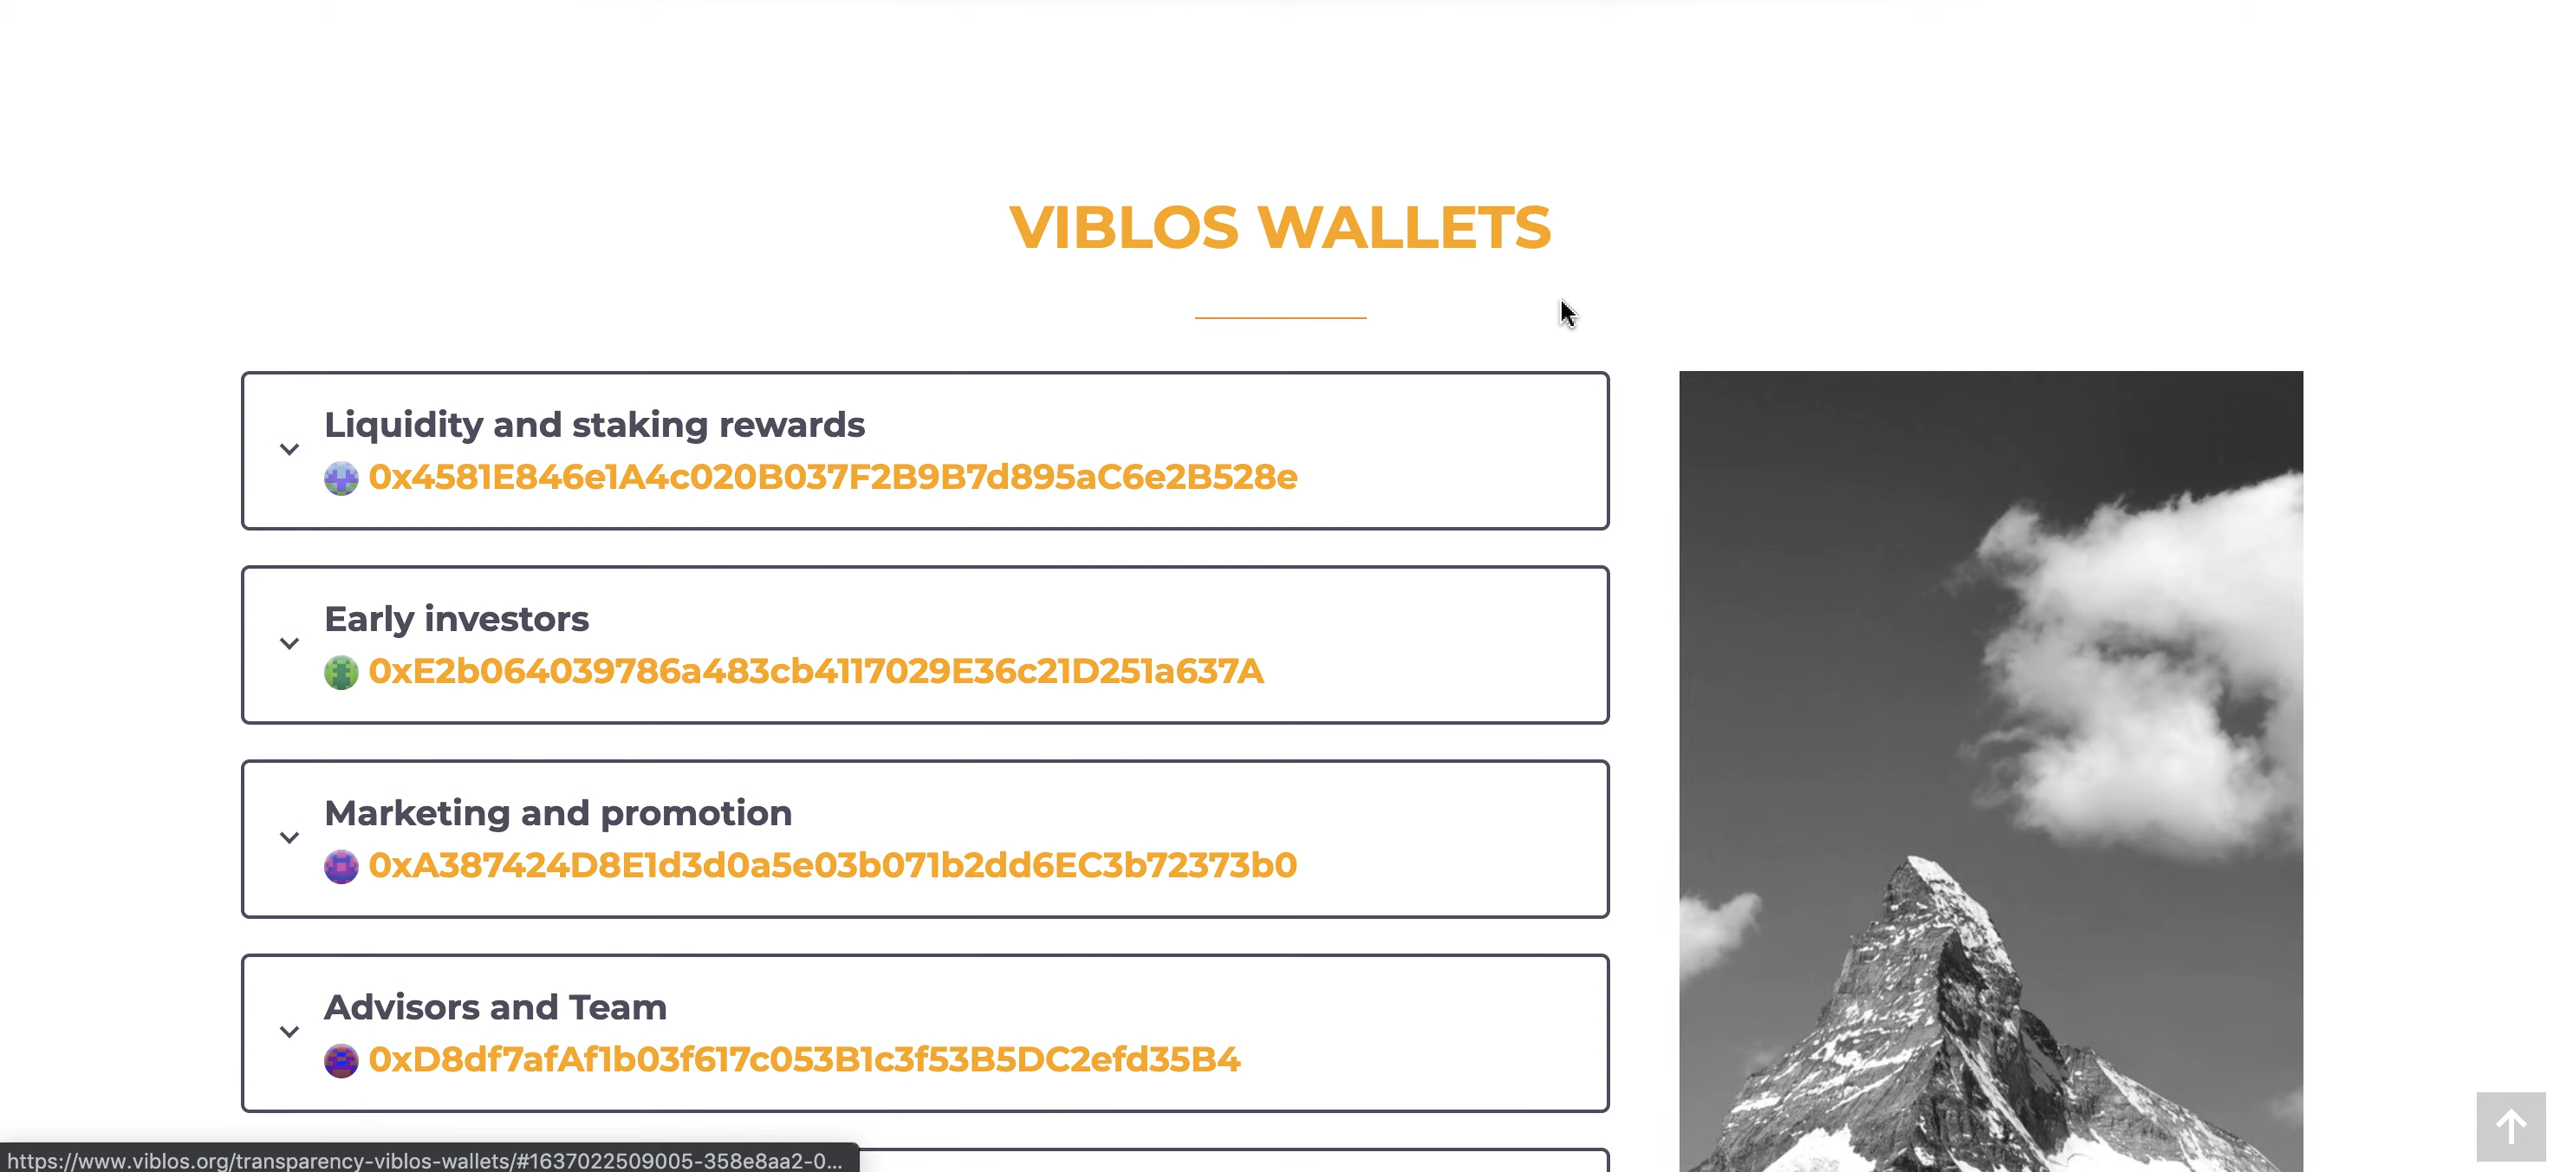 VIBLOS WALLETS
Liquidity and staking rewards
0x4581E846e1A4c020B037F2B9B7d895aC6e2B528e
Early investors
0xE2b064039786a483cb4117029E36c21D251a637A
Marketing and promotion
0xA387424D8E1d3d0a5e03b071b2dd6EC3b72373b0
Advisors and Team
0xD8df7afAf1b03f617c053B1c3f53B5DC2efd35B4
https://www.viblos.org/transparency-viblos-wallets/#1637022509005-358e8aa2-0...